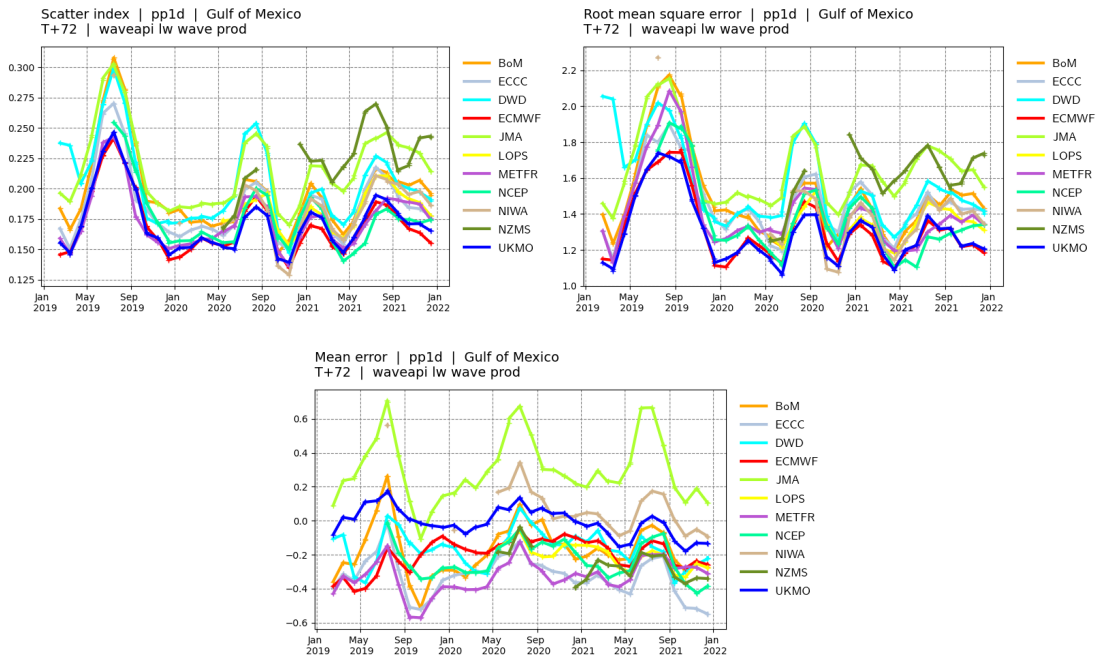 Scatter index | pp1d | Gulf of Mexico
T+72 | waveapi lw wave prod
0.300
0.275
0.250
0.225
0.200
0.175
0.150
0.125
Jan May Sep Jan May Sep Jan May Sep Jan
2019 2019 2019 2020 2020 2020 2021 2021 2021 2022
BoM
ECCC
DWD
ECMWF
JMA
LOPS
METFR
NCEP
NIWA
NZMS
UKMO
Root mean square error | pp1d | Gulf of Mexico
T+72 | waveapi lw wave prod
2.2
2.0
1.8
1.6
1.4
1.2
1.0
Jan May Sep Jan May Sep Jan May Sep Jan
2019 2019 2019 2020 2020 2020 2021 2021 2021 2022
BoM
ECCC
DWD
ECMWF
JMA
LOPS
METFR
NCEP
NIWA
NZMS
UKMO
Mean error | pp1d | Gulf of Mexico
T+72 | waveapi lw wave prod
0.6
0.4
0.2
0.0
−0.2
−0.4
−0.6
Jan May Sep Jan May Sep Jan May Sep Jan
2019 2019 2019 2020 2020 2020 2021 2021 2021 2022
BoM
ECCC
DWD
ECMWF
JMA
LOPS
METFR
NCEP
NIWA
NZMS
UKMO